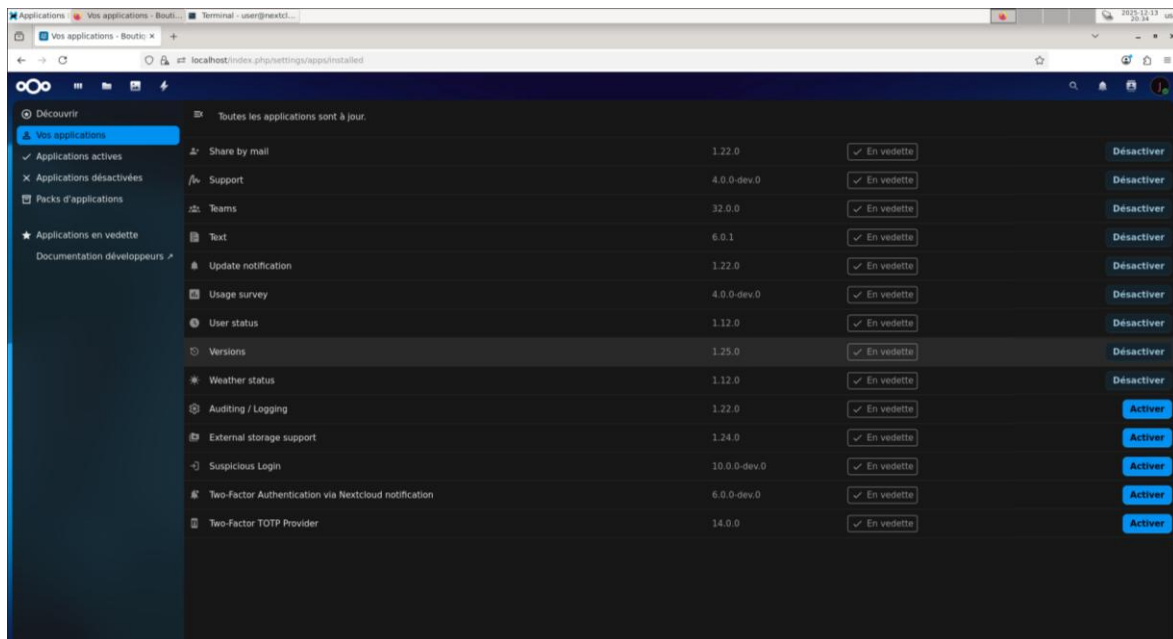 Applications Vos applications - Bouti... Terminal - user@nextcl... 2025-12-13 20:34 us
Vos applications - Boutiq
localhost/index.php/settings/apps/installed
Découvrir
Toutes les applications sont à jour.
Vos applications
Applications actives
Applications désactivées
Packs d'applications
Applications en vedette
Documentation développeurs ↗
Share by mail 1.22.0 En vedette Désactiver
Support 4.0.0-dev.0 En vedette Désactiver
Teams 32.0.0 En vedette Désactiver
Text 6.0.1 En vedette Désactiver
Update notification 1.22.0 En vedette Désactiver
Usage survey 4.0.0-dev.0 En vedette Désactiver
User status 1.12.0 En vedette Désactiver
Versions 1.25.0 En vedette Désactiver
Weather status 1.12.0 En vedette Désactiver
Auditing / Logging 1.22.0 En vedette Activer
External storage support 1.24.0 En vedette Activer
Suspicious Login 10.0.0-dev.0 En vedette Activer
Two-Factor Authentication via Nextcloud notification 6.0.0-dev.0 En vedette Activer
Two-Factor TOTP Provider 14.0.0 En vedette Activer